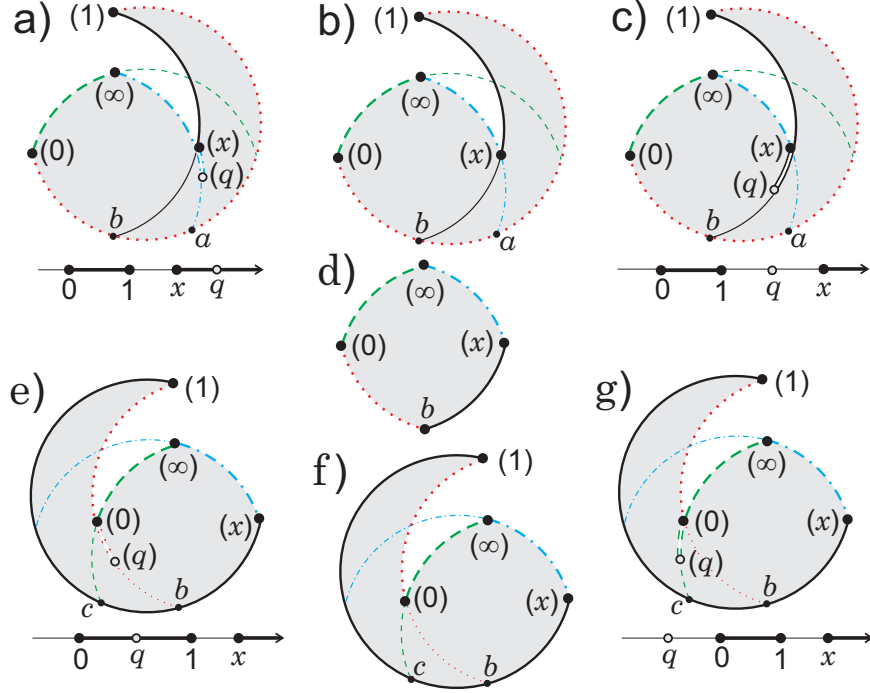 a)
(1)
(∞)
(0)
(x)
(q)
b
a
0 1 x q
b)
(1)
(∞)
(0)
(x)
b
a
c)
(1)
(∞)
(0)
(x)
(q)
b
a
0 1 q x
d)
(∞)
(0)
(x)
b
e)
(1)
(∞)
(0)
(x)
(q)
c
b
0 q 1 x
f)
(1)
(∞)
(0)
(x)
c
b
g)
(1)
(∞)
(0)
(x)
(q)
c
b
q 0 1 x